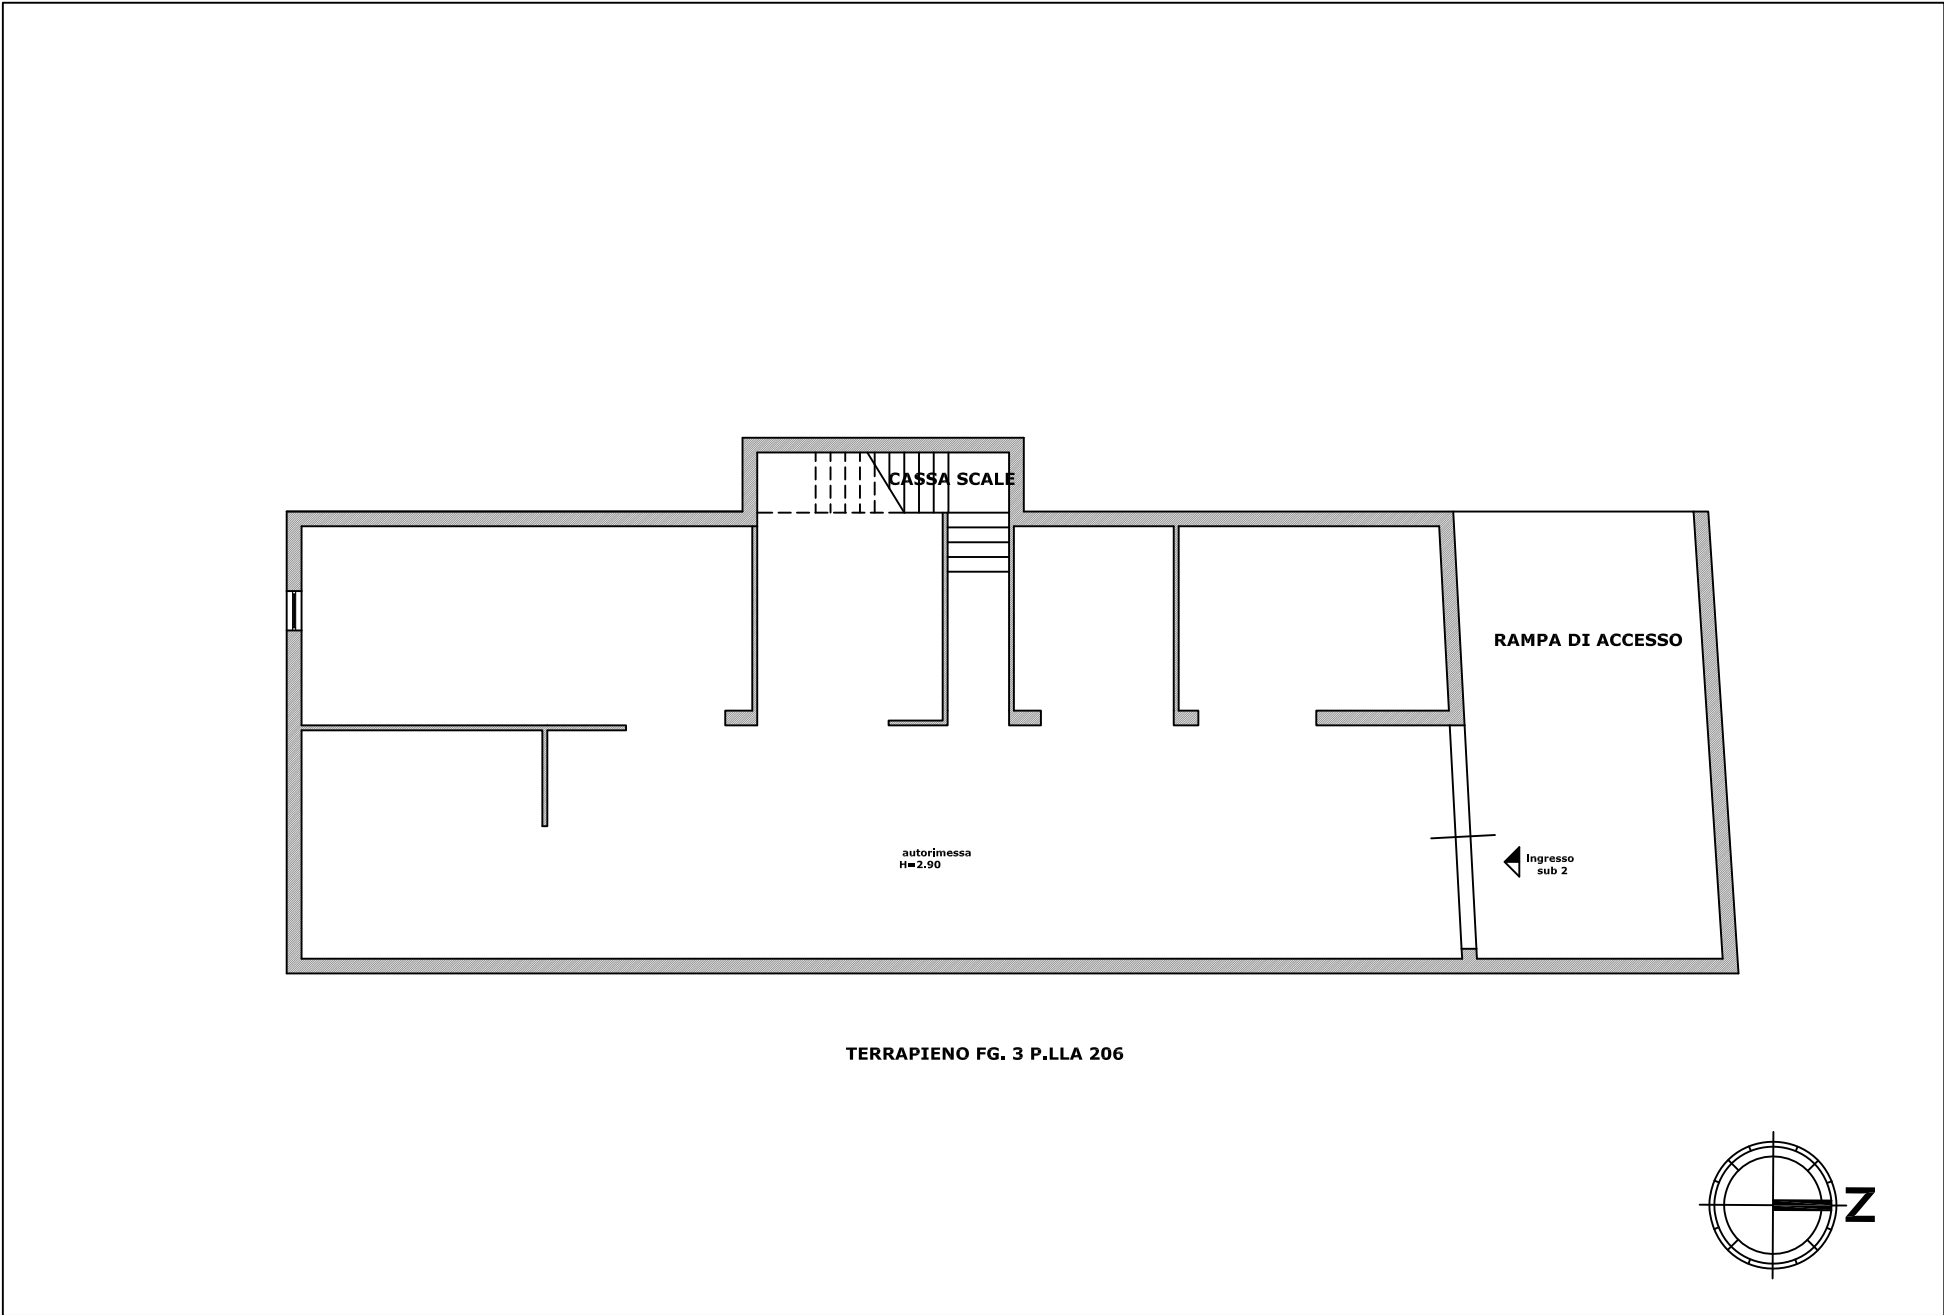 CASSA SCALE
RAMPA DI ACCESSO
autorimessa
H=2.90
Ingresso
sub 2
TERRAPIENO FG. 3 P.LLA 206
N